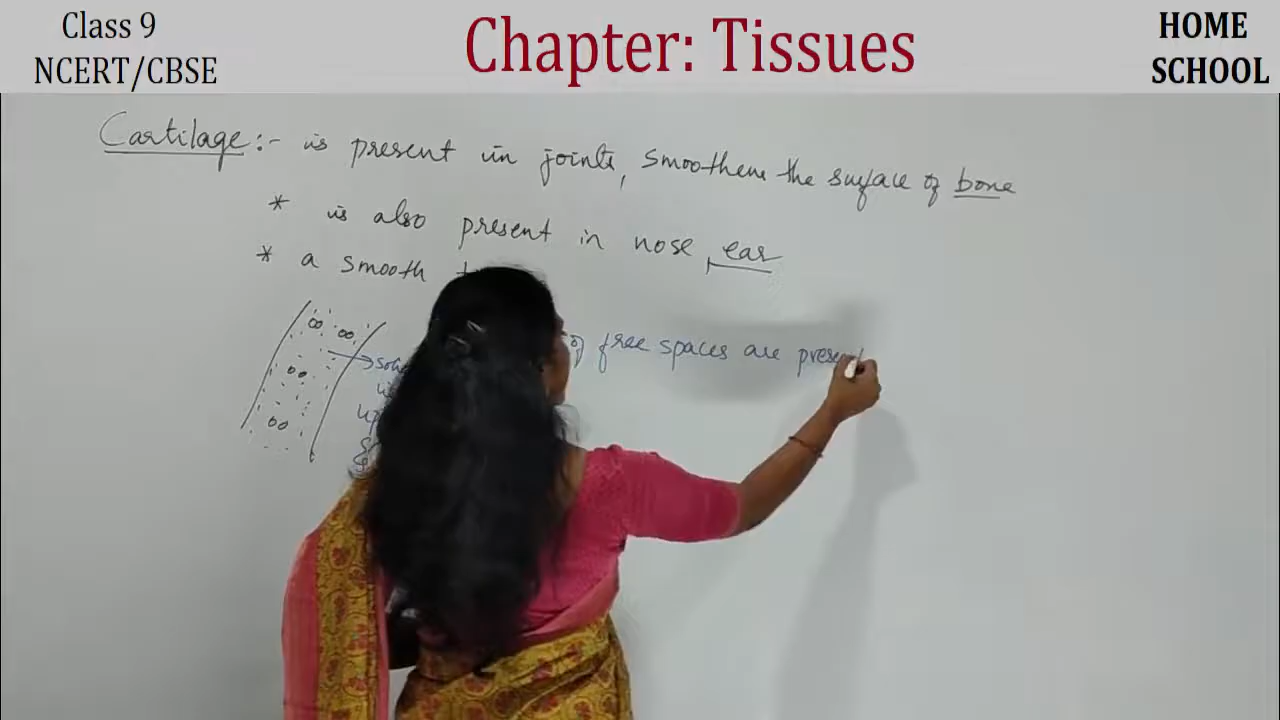 Class 9
NCERT/CBSE
Chapter: Tissues
HOME
SCHOOL
Cartilage:- is present in joints, smoothens the surface of bone
* is also present in nose, ear
* a smooth
of free spaces are present